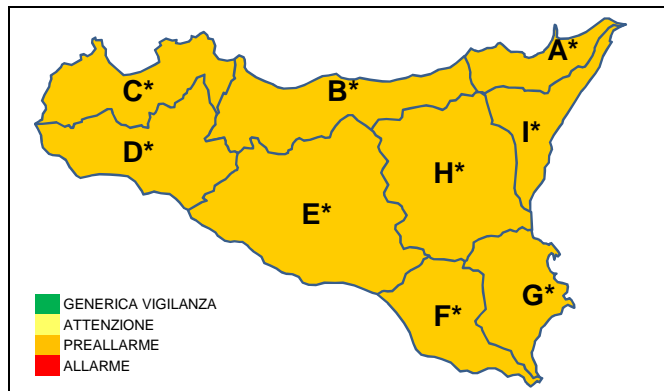 A*
B*
C*
I*
D*
H*
E*
G*
F*
GENERICA VIGILANZA
ATTENZIONE
PREALLARME
ALLARME